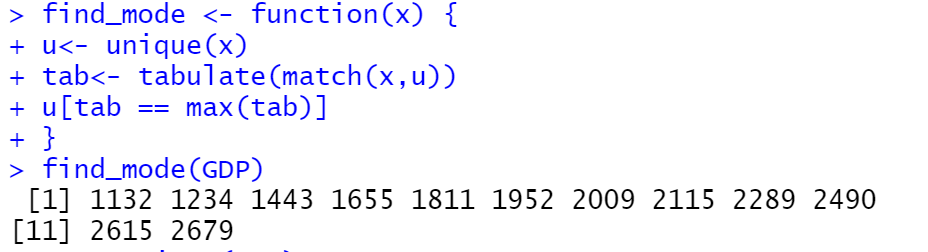 > find_mode <- function(x) {
+ u<- unique(x)
+ tab<- tabulate(match(x,u))
+ u[tab == max(tab)]
+ }
> find_mode(GDP)
 [1] 1132 1234 1443 1655 1811 1952 2009 2115 2289 2490
[11] 2615 2679